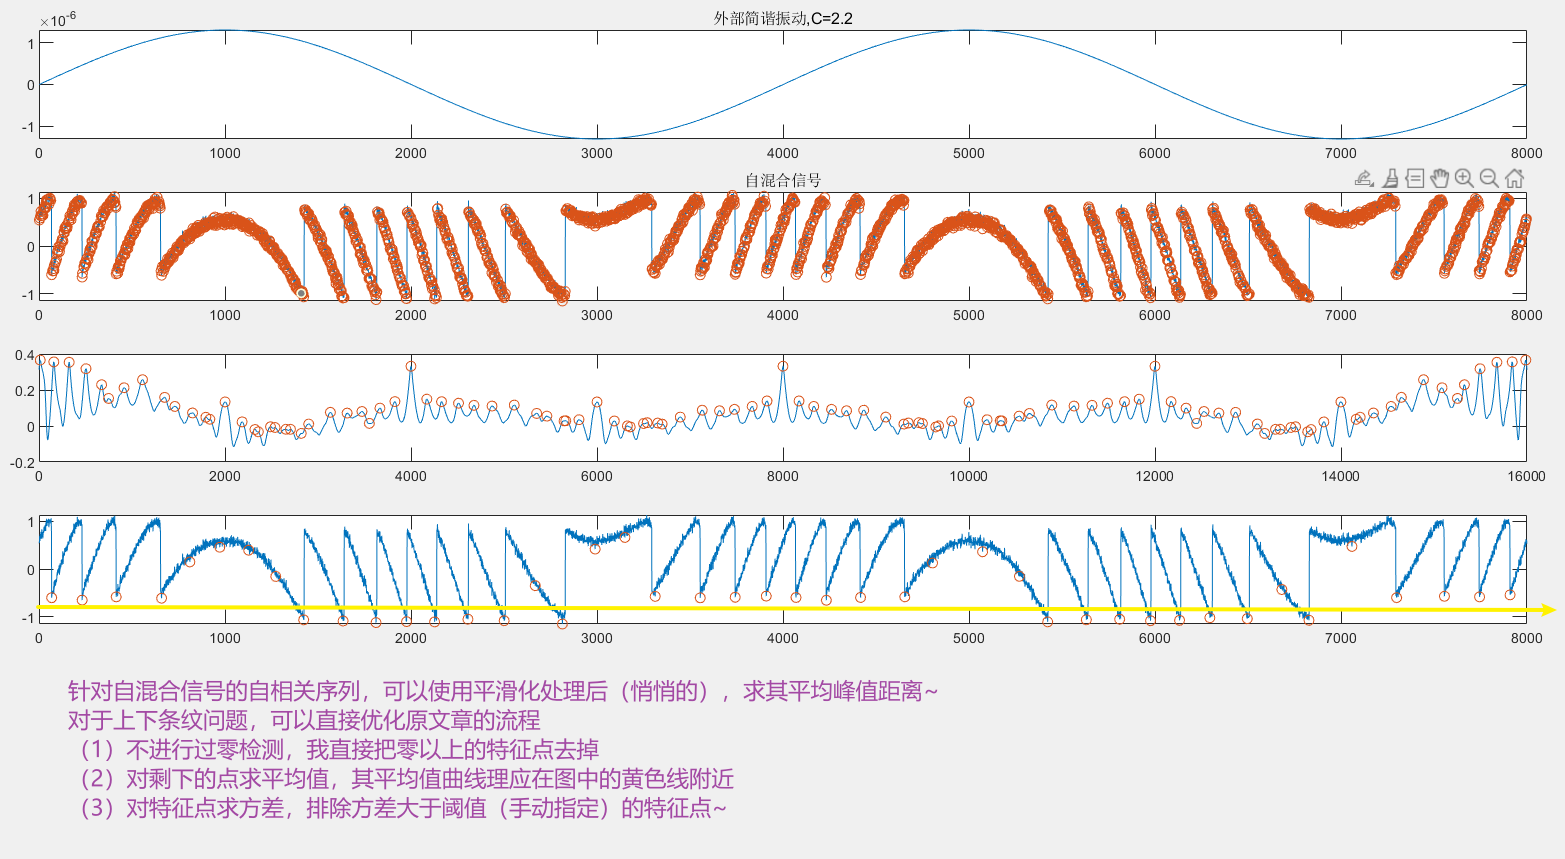 ×10⁻⁶
外部简谐振动,C=2.2
1
0
-1
0 1000 2000 3000 4000 5000 6000 7000 8000
自混合信号
1
0
-1
0 1000 2000 3000 4000 5000 6000 7000 8000
0.4
0.2
0
-0.2
0 2000 4000 6000 8000 10000 12000 14000 16000
1
0
-1
0 1000 2000 3000 4000 5000 6000 7000 8000
针对自混合信号的自相关序列，可以使用平滑化处理后（悄悄的），求其平均峰值距离~
对于上下条纹问题，可以直接优化原文章的流程
（1）不进行过零检测，我直接把零以上的特征点去掉
（2）对剩下的点求平均值，其平均值曲线理应在图中的黄色线附近
（3）对特征点求方差，排除方差大于阈值（手动指定）的特征点~